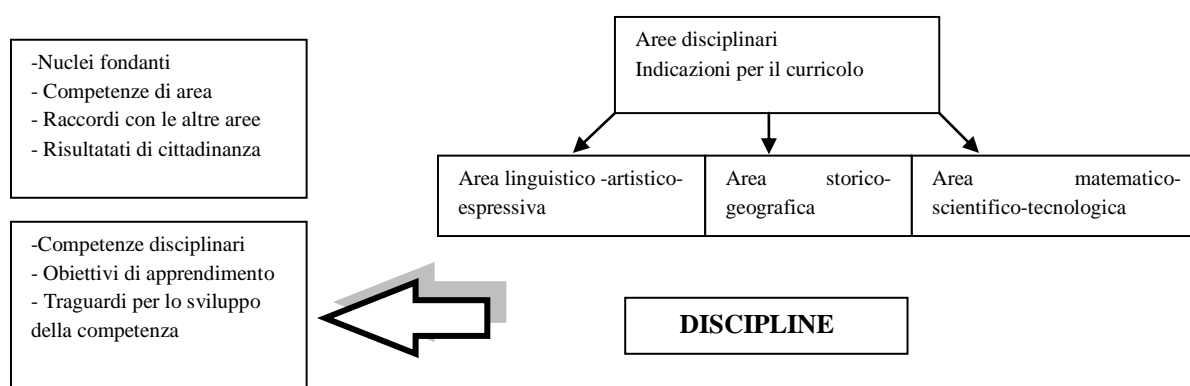 -Nuclei fondanti
- Competenze di area
- Raccordi con le altre aree
- Risultatati di cittadinanza
Aree disciplinari
Indicazioni per il curricolo
Area linguistico -artistico-
espressiva
Area storico-
geografica
Area matematico-
scientifico-tecnologica
-Competenze disciplinari
- Obiettivi di apprendimento
- Traguardi per lo sviluppo
della competenza
DISCIPLINE